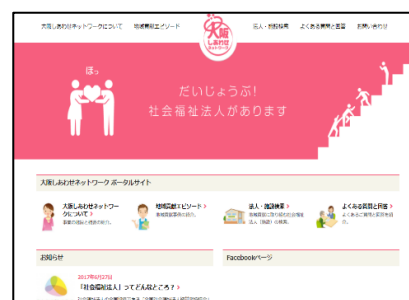 大阪しあわせネットワークについて 地域貢献エピソード 法人・施設検索 よくある質問と回答 お問い合わせ
大阪
しあわせ
ネットワーク
ほっ
だいじょうぶ!
社会福祉法人があります
大阪しあわせネットワーク ポータルサイト
大阪しあわせネットワー
クについて
地域貢献エピソード
法人・施設検索
よくある質問と回答
お知らせ
Facebookページ
2017年6月27日
「社会福祉法人」ってどんなところ?